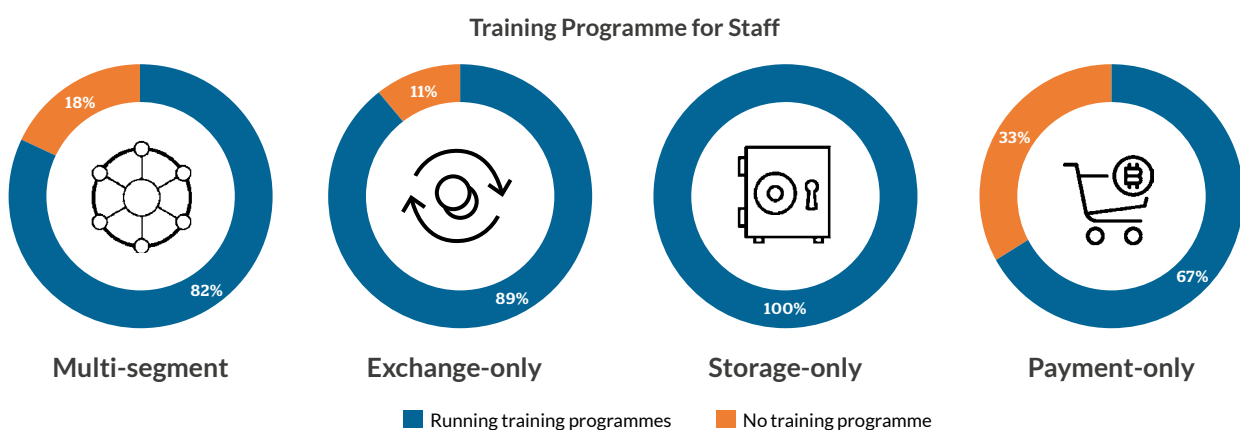 Training Programme for Staff
18%
82%
11%
89%
100%
33%
67%
Multi-segment
Exchange-only
Storage-only
Payment-only
Running training programmes
No training programme